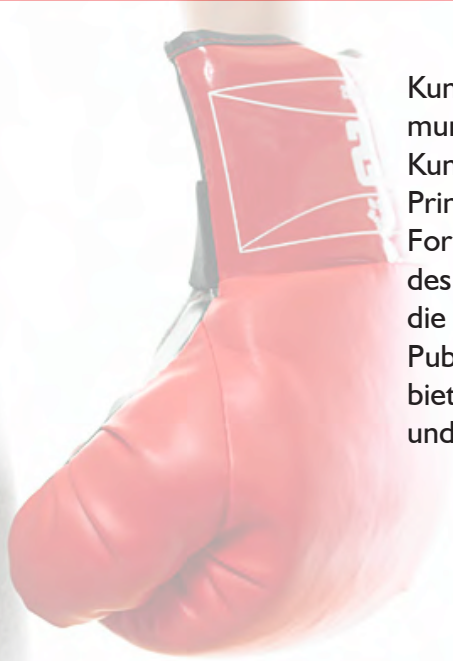 Kun
mun
Kun
Prin
For
des
die
Pub
biet
und